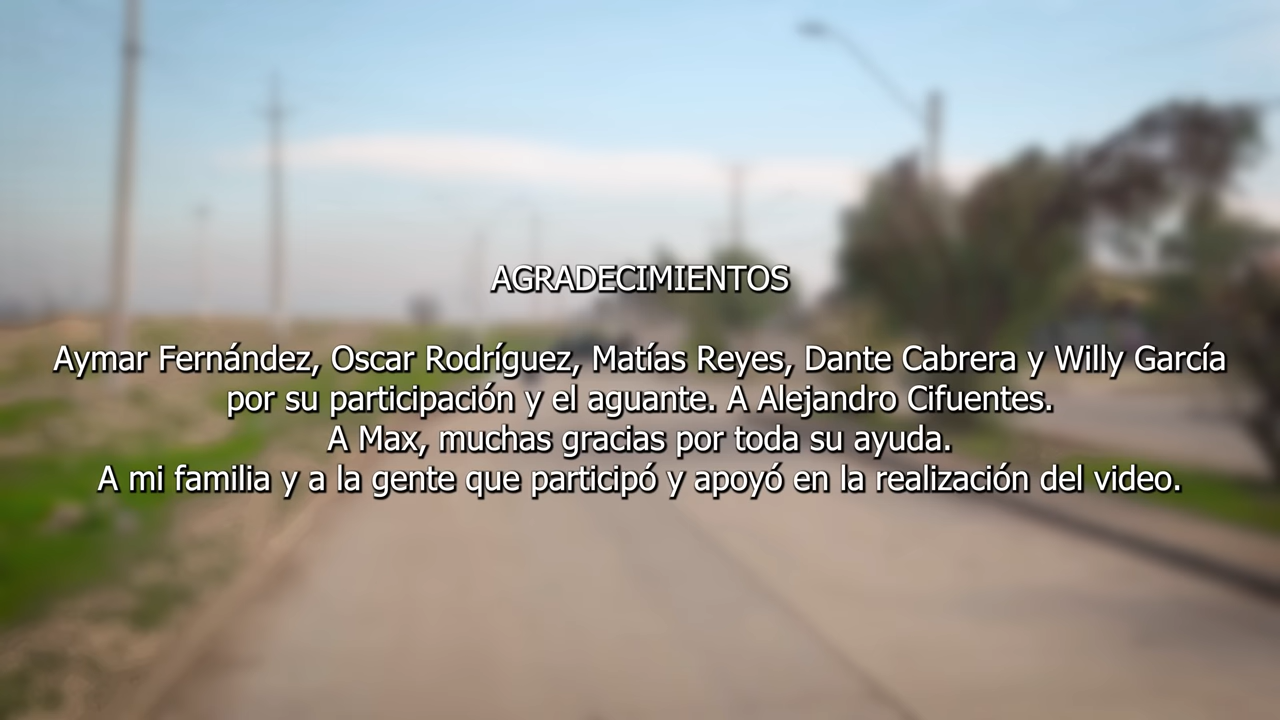 AGRADECIMIENTOS
Aymar Fernández, Oscar Rodríguez, Matías Reyes, Dante Cabrera y Willy García
por su participación y el aguante. A Alejandro Cifuentes.
A Max, muchas gracias por toda su ayuda.
A mi familia y a la gente que participó y apoyó en la realización del video.